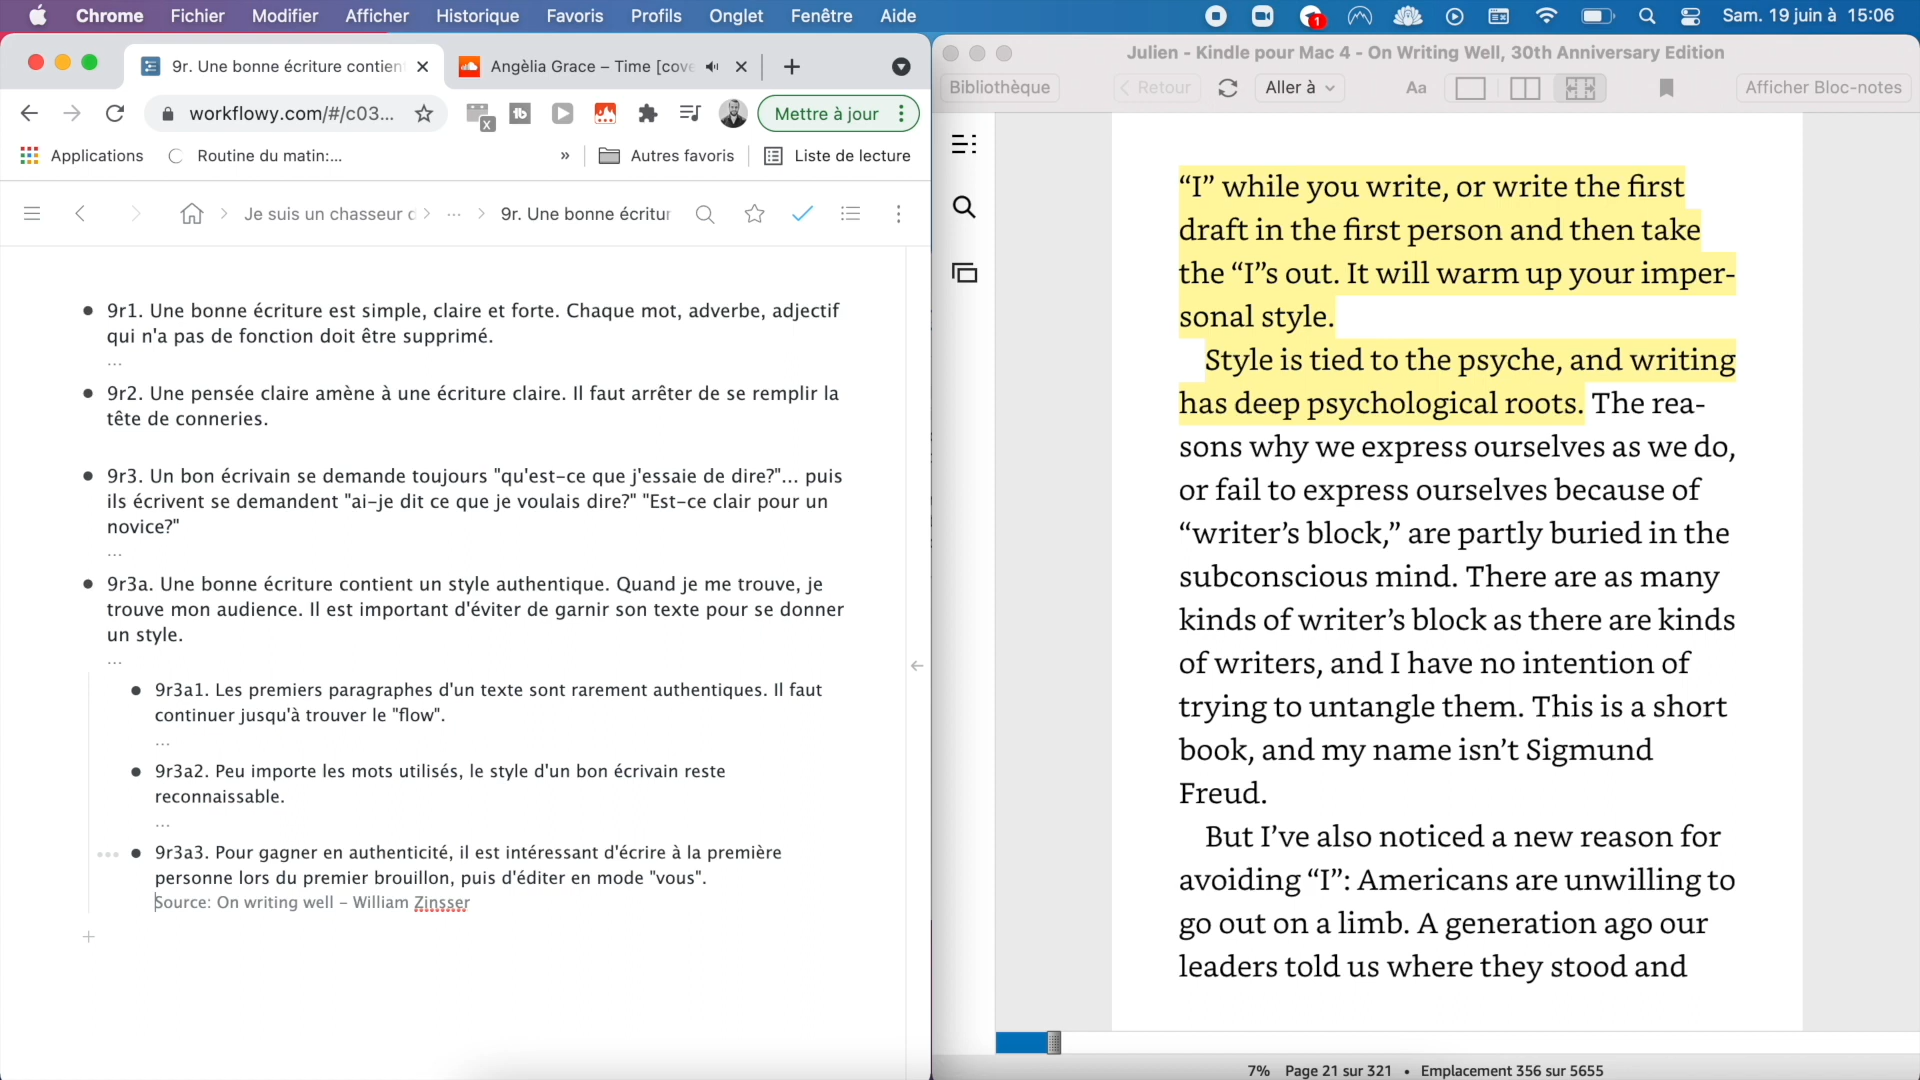 Chrome Fichier Modifier Afficher Historique Favoris Profils Onglet Fenêtre Aide
1
Sam. 19 juin à 15:06
9r. Une bonne écriture contien
Angèlia Grace – Time [cove
workflowy.com/#/c03...
X
tb
Mettre à jour
Applications
Routine du matin:...
»
Autres favoris
Liste de lecture
Je suis un chasseur d
...
9r. Une bonne écritur
9r1. Une bonne écriture est simple, claire et forte. Chaque mot, adverbe, adjectif
qui n'a pas de fonction doit être supprimé.
...
9r2. Une pensée claire amène à une écriture claire. Il faut arrêter de se remplir la
tête de conneries.
9r3. Un bon écrivain se demande toujours "qu'est-ce que j'essaie de dire?"... puis
ils écrivent se demandent "ai-je dit ce que je voulais dire?" "Est-ce clair pour un
novice?"
...
9r3a. Une bonne écriture contient un style authentique. Quand je me trouve, je
trouve mon audience. Il est important d'éviter de garnir son texte pour se donner
un style.
...
9r3a1. Les premiers paragraphes d'un texte sont rarement authentiques. Il faut
continuer jusqu'à trouver le "flow".
...
9r3a2. Peu importe les mots utilisés, le style d'un bon écrivain reste
reconnaissable.
...
9r3a3. Pour gagner en authenticité, il est intéressant d'écrire à la première
personne lors du premier brouillon, puis d'éditer en mode "vous".
Source: On writing well – William Zinsser
Julien - Kindle pour Mac 4 - On Writing Well, 30th Anniversary Edition
Bibliothèque
Retour
Aller à
Aa
Afficher Bloc-notes
“I” while you write, or write the first
draft in the first person and then take
the “I”s out. It will warm up your imper-
sonal style.
Style is tied to the psyche, and writing
has deep psychological roots. The rea-
sons why we express ourselves as we do,
or fail to express ourselves because of
“writer’s block,” are partly buried in the
subconscious mind. There are as many
kinds of writer’s block as there are kinds
of writers, and I have no intention of
trying to untangle them. This is a short
book, and my name isn’t Sigmund
Freud.
But I’ve also noticed a new reason for
avoiding “I”: Americans are unwilling to
go out on a limb. A generation ago our
leaders told us where they stood and
7% Page 21 sur 321 • Emplacement 356 sur 5655